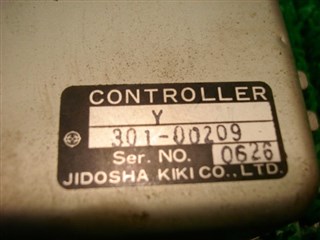 CONTROLLER
Y
301-00209
Ser. NO. 0626
JIDOSHA KIKI CO., LTD.